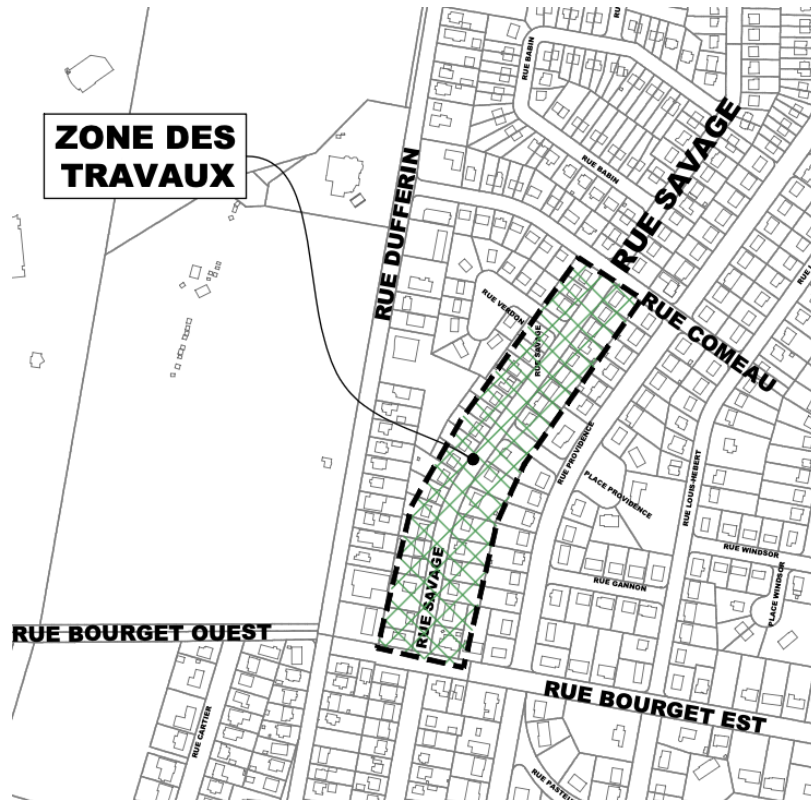 RUE BABIN
RUE SAVAGE
ZONE DES
TRAVAUX
RUE BABIN
RUE DUFFERIN
RUE VERDON
RUE SAVAGE
RUE COMEAU
RUE PROVIDENCE
PLACE PROVIDENCE
RUE LOUIS-HEBERT
RUE WINDSOR
RUE GANNON
PLACE WINDSOR
RUE SAVAGE
RUE BOURGET OUEST
RUE BOURGET EST
RUE CARTIER